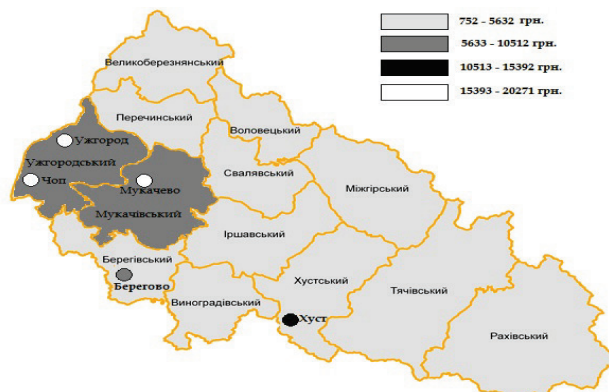 752 - 5632 грн.
5633 - 10512 грн.
10513 - 15392 грн.
15393 - 20271 грн.
Великоберезнянський
Перечинський
Воловецький
Ужгород
Ужгородський
Чоп
Мукачево
Мукачівський
Свалявський
Міжгірський
Іршавський
Берегівський
Берегово
Виноградівський
Хустський
Хуст
Тячівський
Рахівський